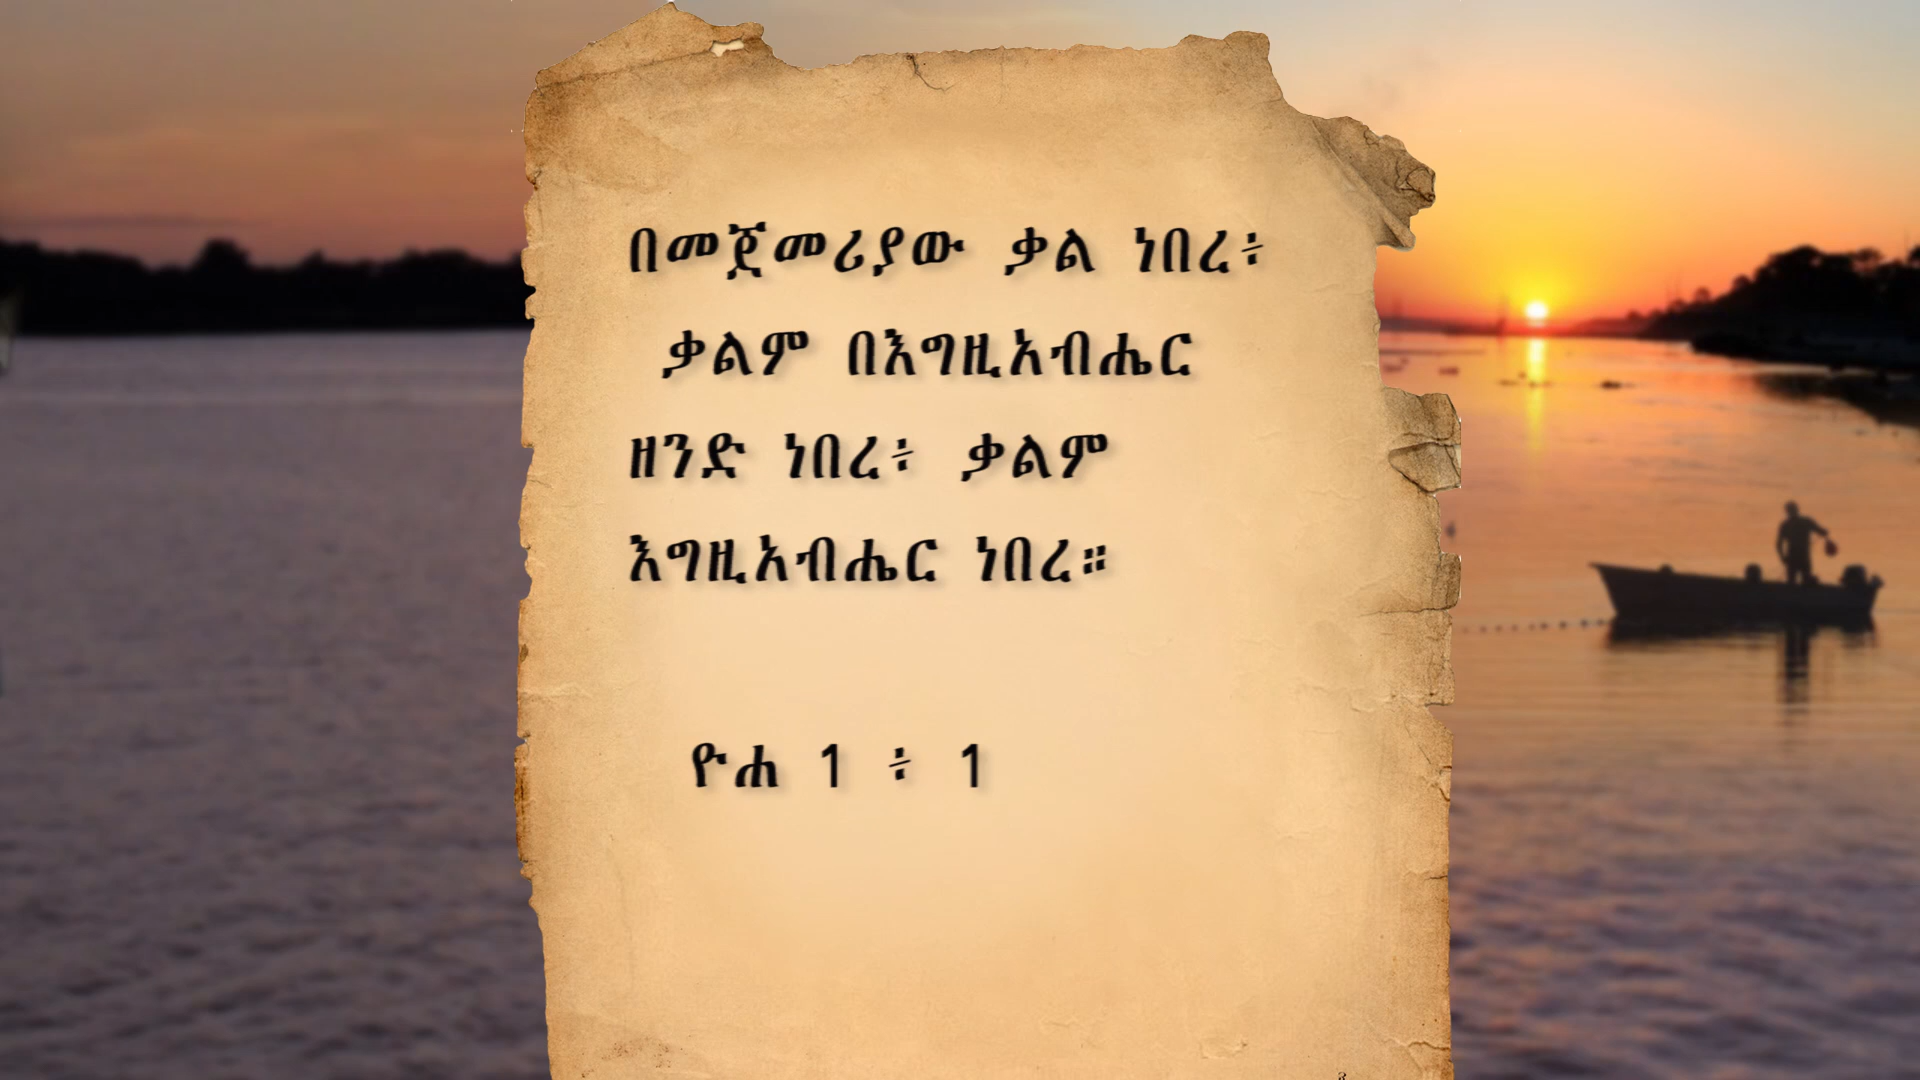 በመጀመሪያው ቃል ነበረ፥
ቃልም በእግዚአብሔር
ዘንድ ነበረ፥ ቃልም
እግዚአብሔር ነበረ።
ዮሐ 1 ፥ 1